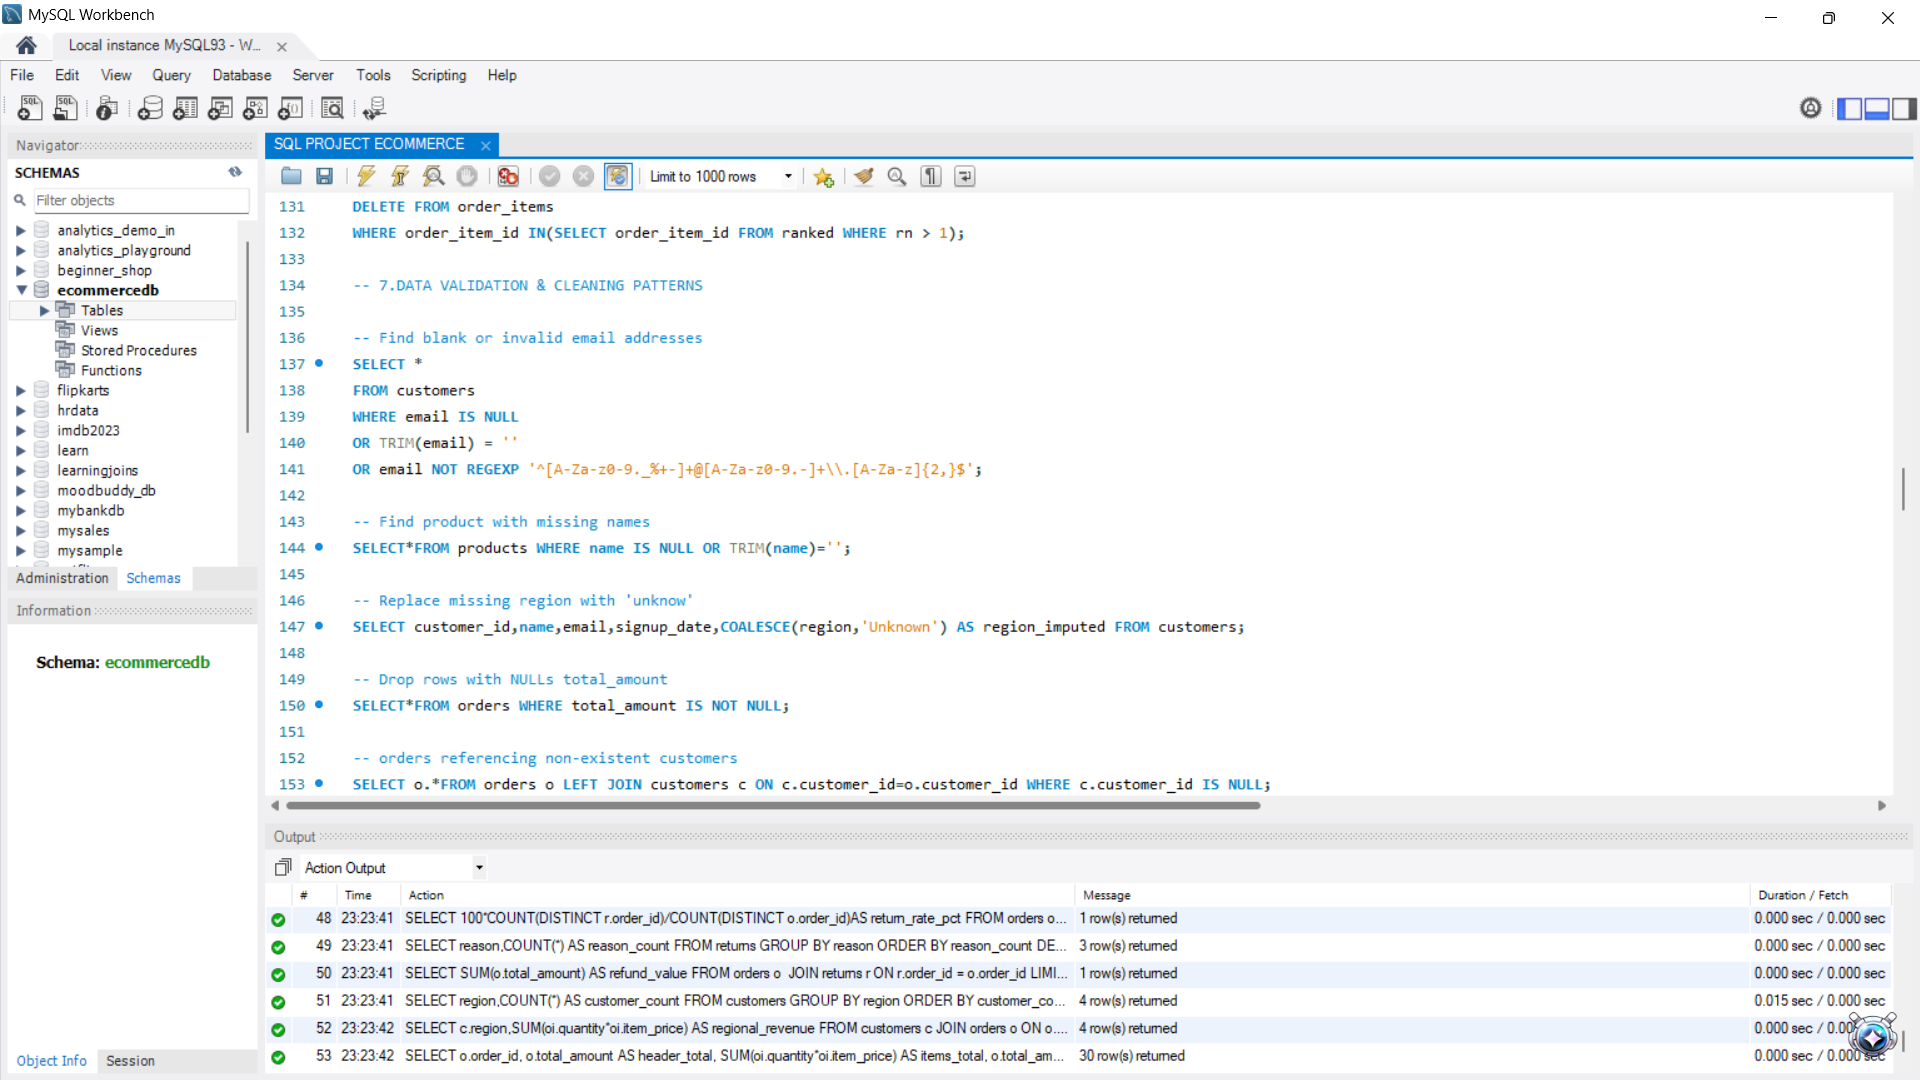 MySQL Workbench
Local instance MySQL93 - W...
File Edit View Query Database Server Tools Scripting Help
Navigator
SCHEMAS
Filter objects
analytics_demo_in
analytics_playground
beginner_shop
ecommercedb
Tables
Views
Stored Procedures
Functions
flipkarts
hrdata
imdb2023
learn
learningjoins
moodbuddy_db
mybankdb
mysales
mysample
Administration Schemas
Information
Schema: ecommercedb
Object Info Session
SQL PROJECT ECOMMERCE
Limit to 1000 rows
131 DELETE FROM order_items
132 WHERE order_item_id IN(SELECT order_item_id FROM ranked WHERE rn > 1);
133
134 -- 7.DATA VALIDATION & CLEANING PATTERNS
135
136 -- Find blank or invalid email addresses
137 SELECT *
138 FROM customers
139 WHERE email IS NULL
140 OR TRIM(email) = ''
141 OR email NOT REGEXP '^[A-Za-z0-9._%+-]+@[A-Za-z0-9.-]+\\.[A-Za-z]{2,}$';
142
143 -- Find product with missing names
144 SELECT*FROM products WHERE name IS NULL OR TRIM(name)='';
145
146 -- Replace missing region with 'unknow'
147 SELECT customer_id,name,email,signup_date,COALESCE(region,'Unknown') AS region_imputed FROM customers;
148
149 -- Drop rows with NULLs total_amount
150 SELECT*FROM orders WHERE total_amount IS NOT NULL;
151
152 -- orders referencing non-existent customers
153 SELECT o.*FROM orders o LEFT JOIN customers c ON c.customer_id=o.customer_id WHERE c.customer_id IS NULL;
Output
Action Output
# Time Action Message Duration / Fetch
48 23:23:41 SELECT 100*COUNT(DISTINCT r.order_id)/COUNT(DISTINCT o.order_id)AS return_rate_pct FROM orders o... 1 row(s) returned 0.000 sec / 0.000 sec
49 23:23:41 SELECT reason,COUNT(*) AS reason_count FROM returns GROUP BY reason ORDER BY reason_count DE... 3 row(s) returned 0.000 sec / 0.000 sec
50 23:23:41 SELECT SUM(o.total_amount) AS refund_value FROM orders o JOIN returns r ON r.order_id = o.order_id LIMI... 1 row(s) returned 0.000 sec / 0.000 sec
51 23:23:41 SELECT region,COUNT(*) AS customer_count FROM customers GROUP BY region ORDER BY customer_co... 4 row(s) returned 0.015 sec / 0.000 sec
52 23:23:42 SELECT c.region,SUM(oi.quantity*oi.item_price) AS regional_revenue FROM customers c JOIN orders o ON o.... 4 row(s) returned 0.000 sec /
53 23:23:42 SELECT o.order_id, o.total_amount AS header_total, SUM(oi.quantity*oi.item_price) AS items_total, o.total_am... 30 row(s) returned 0.000 sec / 0.000 sec